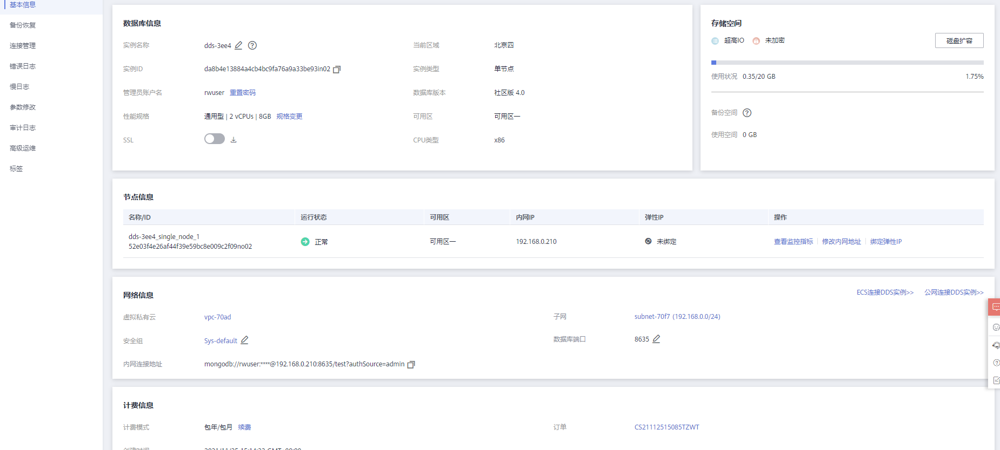 基本信息
备份恢复
连接管理
错误日志
慢日志
参数修改
审计日志
高级运维
标签
数据库信息
实例名称 dds-3ee4 当前区域 北京四
实例ID da8b4e13884a4cb4bc9fa76a9a33be93in02 实例类型 单节点
管理员账户名 rwuser 重置密码 数据库版本 社区版 4.0
性能规格 通用型 | 2 vCPUs | 8GB 规格变更 可用区 可用区一
SSL CPU类型 x86
存储空间
超高IO 未加密 磁盘扩容
使用状况 0.35/20 GB 1.75%
备份空间
使用空间 0 GB
节点信息
名称/ID 运行状态 可用区 内网IP 弹性IP 操作
dds-3ee4_single_node_1
52e03f4e26af44f39e59bc8e009c2f09no02 正常 可用区一 192.168.0.210 未绑定 查看监控指标 修改内网地址 绑定弹性IP
网络信息 ECS连接DDS实例>> 公网连接DDS实例>>
虚拟私有云 vpc-70ad 子网 subnet-70f7 (192.168.0.0/24)
安全组 Sys-default 数据库端口 8635
内网连接地址 mongodb://rwuser:****@192.168.0.210:8635/test?authSource=admin
计费信息
计费模式 包年/包月 续费 订单 CS21112515085TZWT